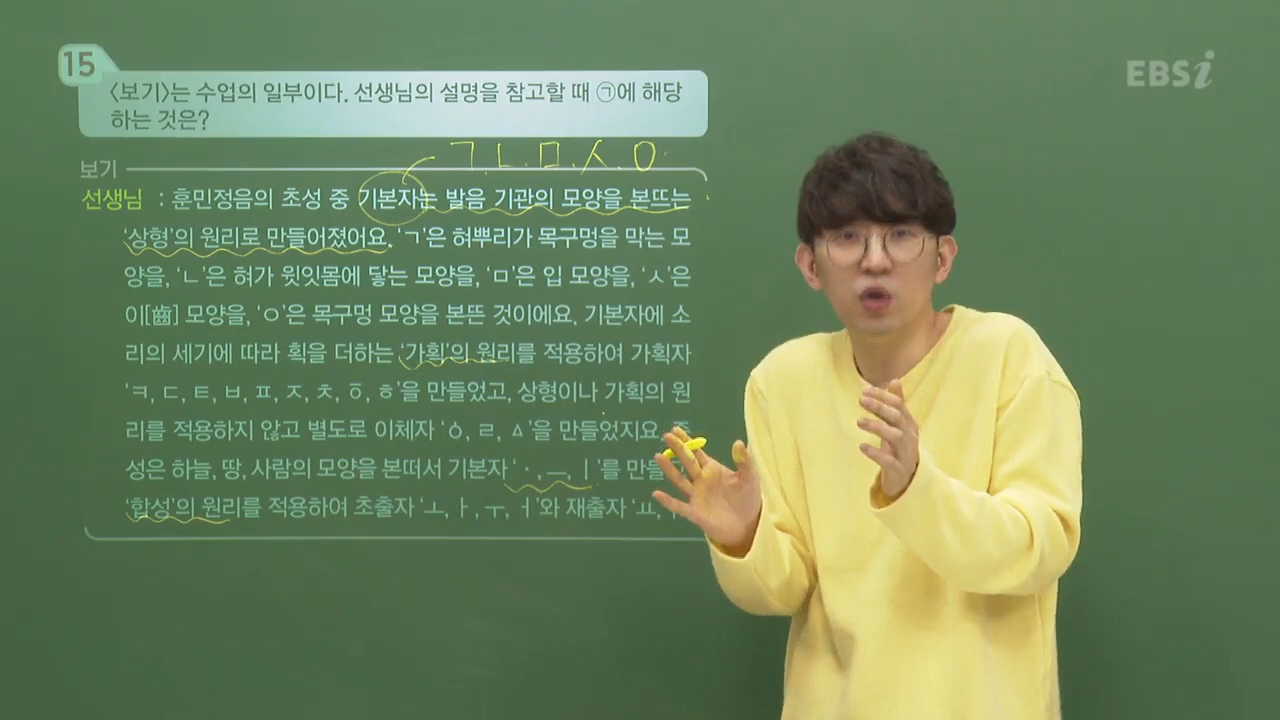 15
〈보기〉는 수업의 일부이다. 선생님의 설명을 참고할 때 ㉠에 해당
하는 것은?
EBSi
ㄱ.ㄴ.ㅁ.ㅅ.ㅇ.
보기
선생님 : 훈민정음의 초성 중 기본자는 발음 기관의 모양을 본뜨는
‘상형’의 원리로 만들어졌어요. ‘ㄱ’은 혀뿌리가 목구멍을 막는 모
양을, ‘ㄴ’은 혀가 윗잇몸에 닿는 모양을, ‘ㅁ’은 입 모양을, ‘ㅅ’은
이[齒] 모양을, ‘ㅇ’은 목구멍 모양을 본뜬 것이에요. 기본자에 소
리의 세기에 따라 획을 더하는 ‘가획’의 원리를 적용하여 가획자
‘ㅋ, ㄷ, ㅌ, ㅂ, ㅍ, ㅈ, ㅊ, ㆆ, ㅎ’을 만들었고, 상형이나 가획의 원
리를 적용하지 않고 별도로 이체자 ‘ㆁ, ㄹ, ㅿ’을 만들었지요.
성은 하늘, 땅, 사람의 모양을 본떠서 기본자 ‘ㆍ, ㅡ, ㅣ’를
‘합성’의 원리를 적용하여 초출자 ‘ㅗ, ㅏ, ㅜ, ㅓ’와 재출자 ‘ㅛ,